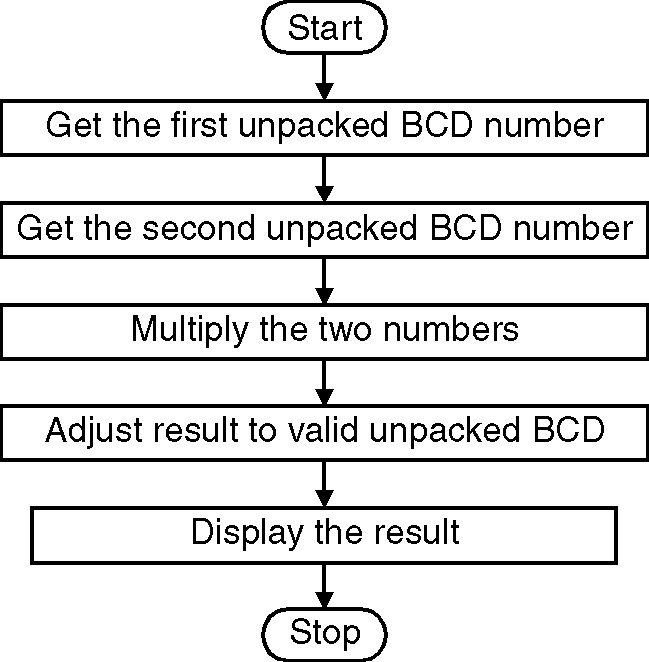 Start
Get the first unpacked BCD number
Get the second unpacked BCD number
Multiply the two numbers
Adjust result to valid unpacked BCD
Display the result
Stop